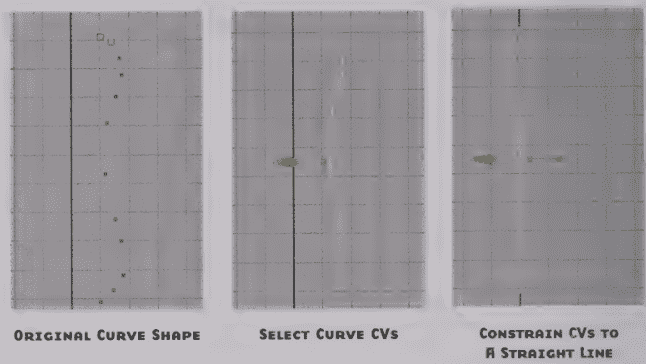 Original Curve Shape
Select Curve CVs
Constrain CVs to
A Straight Line